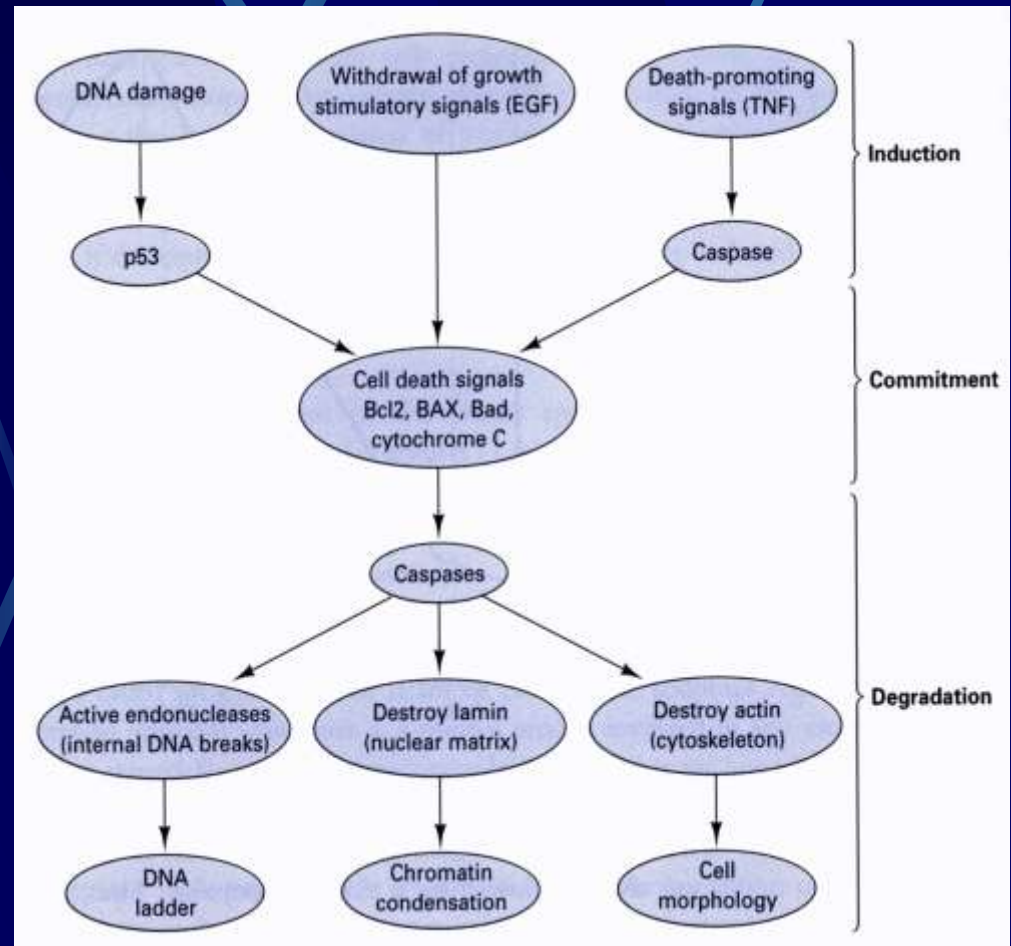 DNA damage
Withdrawal of growth
stimulatory signals (EGF)
Death-promoting
signals (TNF)
Induction
p53
Caspase
Cell death signals
Bcl2, BAX, Bad,
cytochrome C
Commitment
Caspases
Active endonucleases
(internal DNA breaks)
Destroy lamin
(nuclear matrix)
Destroy actin
(cytoskeleton)
Degradation
DNA
ladder
Chromatin
condensation
Cell
morphology